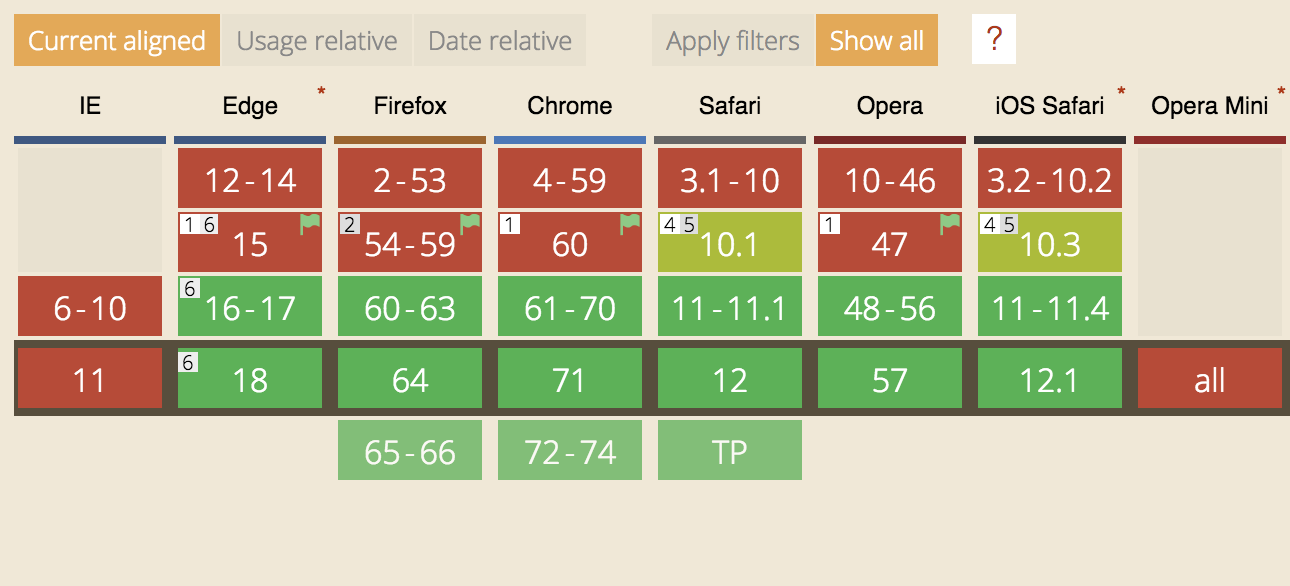 Current aligned Usage relative Date relative Apply filters Show all ?
IE Edge * Firefox Chrome Safari Opera iOS Safari * Opera Mini *
12-14 2-53 4-59 3.1-10 10-46 3.2-10.2
1 6 15 2 54-59 1 60 4 5 10.1 1 47 4 5 10.3
6-10 6 16-17 60-63 61-70 11-11.1 48-56 11-11.4
11 6 18 64 71 12 57 12.1 all
65-66 72-74 TP